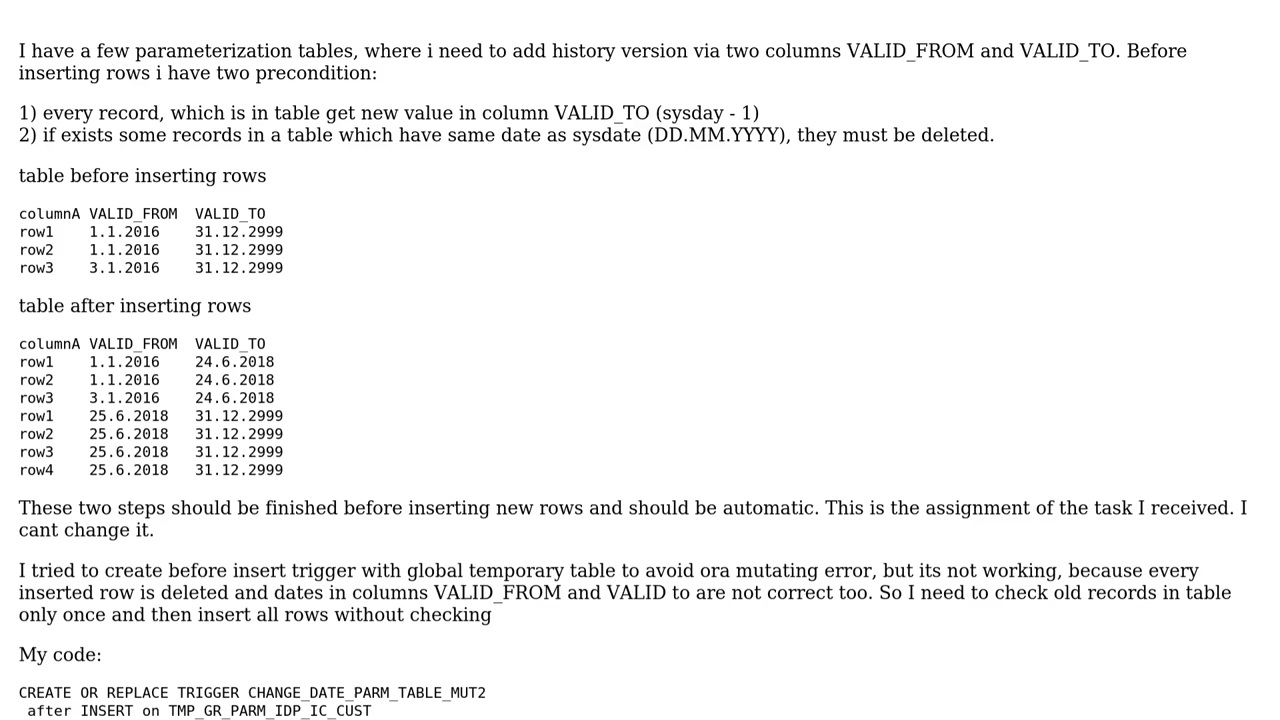 I have a few parameterization tables, where i need to add history version via two columns VALID_FROM and VALID_TO. Before
inserting rows i have two precondition:
1) every record, which is in table get new value in column VALID_TO (sysday - 1)
2) if exists some records in a table which have same date as sysdate (DD.MM.YYYY), they must be deleted.
table before inserting rows
columnA VALID_FROM  VALID_TO
row1    1.1.2016    31.12.2999
row2    1.1.2016    31.12.2999
row3    3.1.2016    31.12.2999
table after inserting rows
columnA VALID_FROM  VALID_TO
row1    1.1.2016    24.6.2018
row2    1.1.2016    24.6.2018
row3    3.1.2016    24.6.2018
row1    25.6.2018   31.12.2999
row2    25.6.2018   31.12.2999
row3    25.6.2018   31.12.2999
row4    25.6.2018   31.12.2999
These two steps should be finished before inserting new rows and should be automatic. This is the assignment of the task I received. I
cant change it.
I tried to create before insert trigger with global temporary table to avoid ora mutating error, but its not working, because every
inserted row is deleted and dates in columns VALID_FROM and VALID to are not correct too. So I need to check old records in table
only once and then insert all rows without checking
My code:
CREATE OR REPLACE TRIGGER CHANGE_DATE_PARM_TABLE_MUT2
 after INSERT on TMP_GR_PARM_IDP_IC_CUST